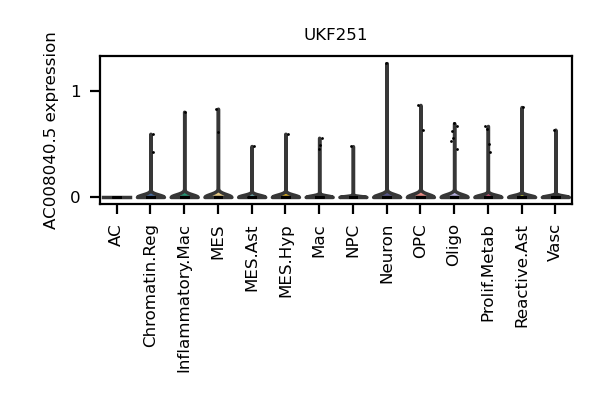 UKF251
AC008040.5 expression
1
0
AC
Chromatin.Reg
Inflammatory.Mac
MES
MES.Ast
MES.Hyp
Mac
NPC
Neuron
OPC
Oligo
Prolif.Metab
Reactive.Ast
Vasc